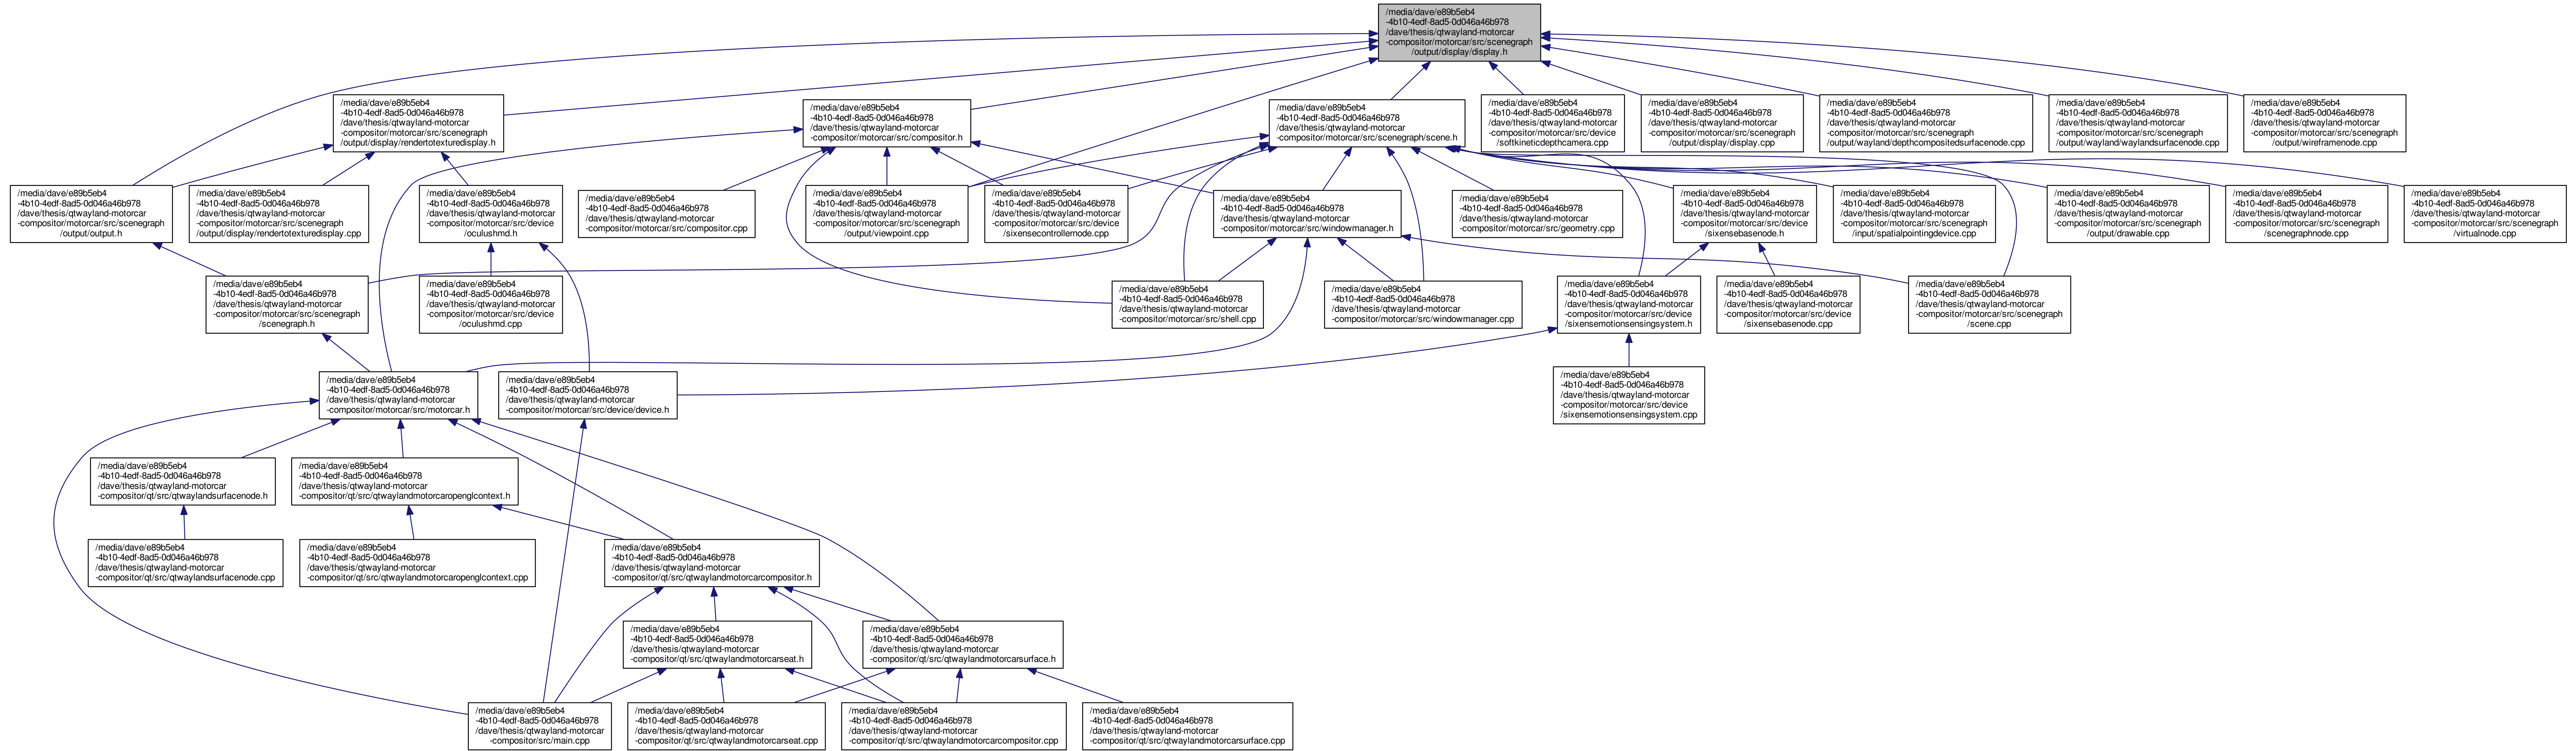 /media/dave/e89b5eb4
-4b10-4edf-8ad5-0d046a46b978
/dave/thesis/qtwayland-motorcar
-compositor/motorcar/src/scenegraph
/output/display/display.h
/media/dave/e89b5eb4
-4b10-4edf-8ad5-0d046a46b978
/dave/thesis/qtwayland-motorcar
-compositor/motorcar/src/scenegraph
/output/display/rendertotexturedisplay.h
/media/dave/e89b5eb4
-4b10-4edf-8ad5-0d046a46b978
/dave/thesis/qtwayland-motorcar
-compositor/motorcar/src/compositor.h
/media/dave/e89b5eb4
-4b10-4edf-8ad5-0d046a46b978
/dave/thesis/qtwayland-motorcar
-compositor/motorcar/src/scenegraph/scene.h
/media/dave/e89b5eb4
-4b10-4edf-8ad5-0d046a46b978
/dave/thesis/qtwayland-motorcar
-compositor/motorcar/src/device
/softkineticdepthcamera.cpp
/media/dave/e89b5eb4
-4b10-4edf-8ad5-0d046a46b978
/dave/thesis/qtwayland-motorcar
-compositor/motorcar/src/scenegraph
/output/display/display.cpp
/media/dave/e89b5eb4
-4b10-4edf-8ad5-0d046a46b978
/dave/thesis/qtwayland-motorcar
-compositor/motorcar/src/scenegraph
/output/wayland/depthcompositedsurfacenode.cpp
/media/dave/e89b5eb4
-4b10-4edf-8ad5-0d046a46b978
/dave/thesis/qtwayland-motorcar
-compositor/motorcar/src/scenegraph
/output/wayland/waylandsurfacenode.cpp
/media/dave/e89b5eb4
-4b10-4edf-8ad5-0d046a46b978
/dave/thesis/qtwayland-motorcar
-compositor/motorcar/src/scenegraph
/output/wireframenode.cpp
/media/dave/e89b5eb4
-4b10-4edf-8ad5-0d046a46b978
/dave/thesis/qtwayland-motorcar
-compositor/motorcar/src/scenegraph
/output/output.h
/media/dave/e89b5eb4
-4b10-4edf-8ad5-0d046a46b978
/dave/thesis/qtwayland-motorcar
-compositor/motorcar/src/scenegraph
/output/display/rendertotexturedisplay.cpp
/media/dave/e89b5eb4
-4b10-4edf-8ad5-0d046a46b978
/dave/thesis/qtwayland-motorcar
-compositor/motorcar/src/device
/oculushmd.h
/media/dave/e89b5eb4
-4b10-4edf-8ad5-0d046a46b978
/dave/thesis/qtwayland-motorcar
-compositor/motorcar/src/compositor.cpp
/media/dave/e89b5eb4
-4b10-4edf-8ad5-0d046a46b978
/dave/thesis/qtwayland-motorcar
-compositor/motorcar/src/scenegraph
/output/viewpoint.cpp
/media/dave/e89b5eb4
-4b10-4edf-8ad5-0d046a46b978
/dave/thesis/qtwayland-motorcar
-compositor/motorcar/src/device
/sixensecontrollernode.cpp
/media/dave/e89b5eb4
-4b10-4edf-8ad5-0d046a46b978
/dave/thesis/qtwayland-motorcar
-compositor/motorcar/src/windowmanager.h
/media/dave/e89b5eb4
-4b10-4edf-8ad5-0d046a46b978
/dave/thesis/qtwayland-motorcar
-compositor/motorcar/src/geometry.cpp
/media/dave/e89b5eb4
-4b10-4edf-8ad5-0d046a46b978
/dave/thesis/qtwayland-motorcar
-compositor/motorcar/src/device
/sixensebasenode.h
/media/dave/e89b5eb4
-4b10-4edf-8ad5-0d046a46b978
/dave/thesis/qtwayland-motorcar
-compositor/motorcar/src/scenegraph
/input/spatialpointingdevice.cpp
/media/dave/e89b5eb4
-4b10-4edf-8ad5-0d046a46b978
/dave/thesis/qtwayland-motorcar
-compositor/motorcar/src/scenegraph
/output/drawable.cpp
/media/dave/e89b5eb4
-4b10-4edf-8ad5-0d046a46b978
/dave/thesis/qtwayland-motorcar
-compositor/motorcar/src/scenegraph
/scenegraphnode.cpp
/media/dave/e89b5eb4
-4b10-4edf-8ad5-0d046a46b978
/dave/thesis/qtwayland-motorcar
-compositor/motorcar/src/scenegraph
/virtualnode.cpp
/media/dave/e89b5eb4
-4b10-4edf-8ad5-0d046a46b978
/dave/thesis/qtwayland-motorcar
-compositor/motorcar/src/scenegraph
/scenegraph.h
/media/dave/e89b5eb4
-4b10-4edf-8ad5-0d046a46b978
/dave/thesis/qtwayland-motorcar
-compositor/motorcar/src/device
/oculushmd.cpp
/media/dave/e89b5eb4
-4b10-4edf-8ad5-0d046a46b978
/dave/thesis/qtwayland-motorcar
-compositor/motorcar/src/shell.cpp
/media/dave/e89b5eb4
-4b10-4edf-8ad5-0d046a46b978
/dave/thesis/qtwayland-motorcar
-compositor/motorcar/src/windowmanager.cpp
/media/dave/e89b5eb4
-4b10-4edf-8ad5-0d046a46b978
/dave/thesis/qtwayland-motorcar
-compositor/motorcar/src/device
/sixensemotionsensingsystem.h
/media/dave/e89b5eb4
-4b10-4edf-8ad5-0d046a46b978
/dave/thesis/qtwayland-motorcar
-compositor/motorcar/src/device
/sixensebasenode.cpp
/media/dave/e89b5eb4
-4b10-4edf-8ad5-0d046a46b978
/dave/thesis/qtwayland-motorcar
-compositor/motorcar/src/scenegraph
/scene.cpp
/media/dave/e89b5eb4
-4b10-4edf-8ad5-0d046a46b978
/dave/thesis/qtwayland-motorcar
-compositor/motorcar/src/motorcar.h
/media/dave/e89b5eb4
-4b10-4edf-8ad5-0d046a46b978
/dave/thesis/qtwayland-motorcar
-compositor/motorcar/src/device/device.h
/media/dave/e89b5eb4
-4b10-4edf-8ad5-0d046a46b978
/dave/thesis/qtwayland-motorcar
-compositor/motorcar/src/device
/sixensemotionsensingsystem.cpp
/media/dave/e89b5eb4
-4b10-4edf-8ad5-0d046a46b978
/dave/thesis/qtwayland-motorcar
-compositor/qt/src/qtwaylandsurfacenode.h
/media/dave/e89b5eb4
-4b10-4edf-8ad5-0d046a46b978
/dave/thesis/qtwayland-motorcar
-compositor/qt/src/qtwaylandmotorcaropenglcontext.h
/media/dave/e89b5eb4
-4b10-4edf-8ad5-0d046a46b978
/dave/thesis/qtwayland-motorcar
-compositor/qt/src/qtwaylandsurfacenode.cpp
/media/dave/e89b5eb4
-4b10-4edf-8ad5-0d046a46b978
/dave/thesis/qtwayland-motorcar
-compositor/qt/src/qtwaylandmotorcaropenglcontext.cpp
/media/dave/e89b5eb4
-4b10-4edf-8ad5-0d046a46b978
/dave/thesis/qtwayland-motorcar
-compositor/qt/src/qtwaylandmotorcarcompositor.h
/media/dave/e89b5eb4
-4b10-4edf-8ad5-0d046a46b978
/dave/thesis/qtwayland-motorcar
-compositor/qt/src/qtwaylandmotorcarseat.h
/media/dave/e89b5eb4
-4b10-4edf-8ad5-0d046a46b978
/dave/thesis/qtwayland-motorcar
-compositor/qt/src/qtwaylandmotorcarsurface.h
/media/dave/e89b5eb4
-4b10-4edf-8ad5-0d046a46b978
/dave/thesis/qtwayland-motorcar
-compositor/src/main.cpp
/media/dave/e89b5eb4
-4b10-4edf-8ad5-0d046a46b978
/dave/thesis/qtwayland-motorcar
-compositor/qt/src/qtwaylandmotorcarseat.cpp
/media/dave/e89b5eb4
-4b10-4edf-8ad5-0d046a46b978
/dave/thesis/qtwayland-motorcar
-compositor/qt/src/qtwaylandmotorcarcompositor.cpp
/media/dave/e89b5eb4
-4b10-4edf-8ad5-0d046a46b978
/dave/thesis/qtwayland-motorcar
-compositor/qt/src/qtwaylandmotorcarsurface.cpp